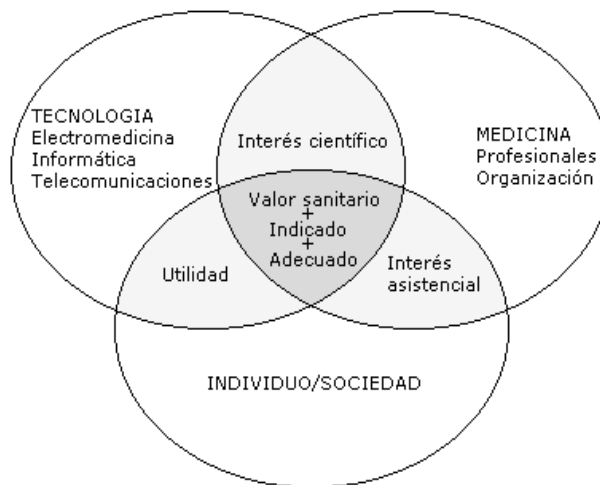 TECNOLOGIA
Electromedicina
Informática
Telecomunicaciones
Interés científico
MEDICINA
Profesionales
Organización
Valor sanitario
+
Indicado
+
Adecuado
Utilidad
Interés
asistencial
INDIVIDUO/SOCIEDAD